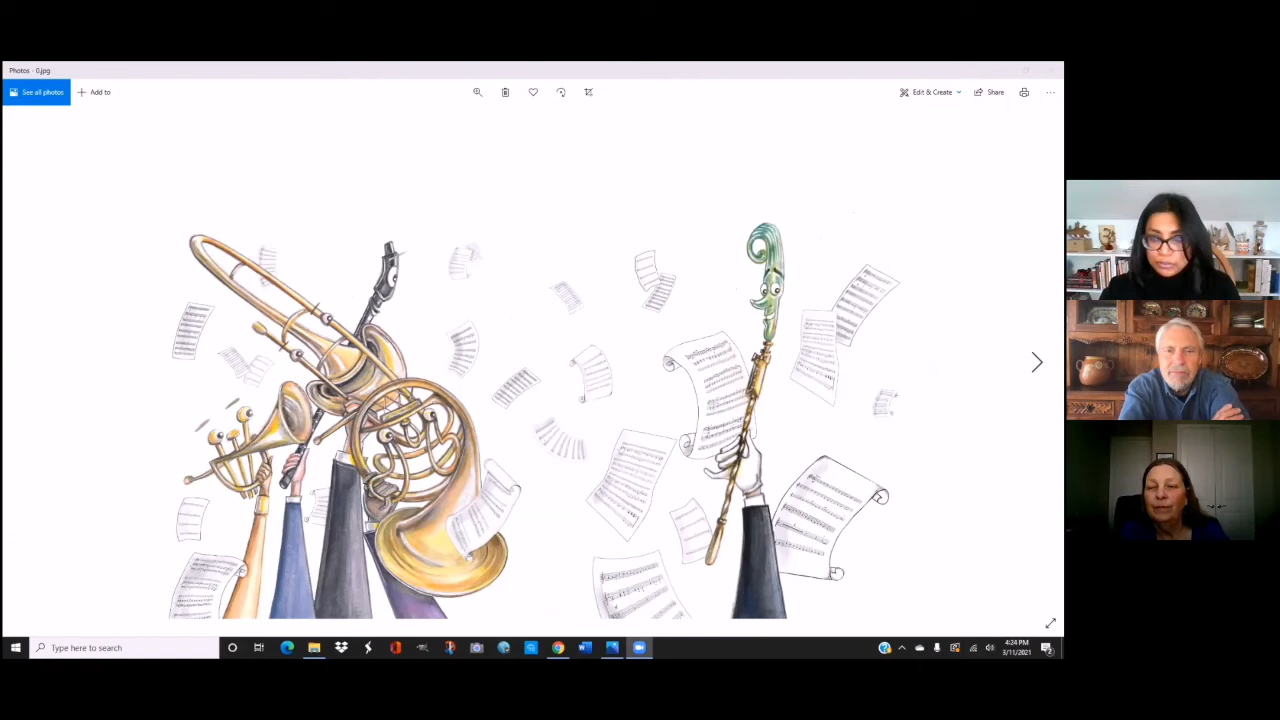 Photos - 0.jpg
See all photos
Add to
Edit & Create
Share
Type here to search
4:24 PM
3/11/2021
2